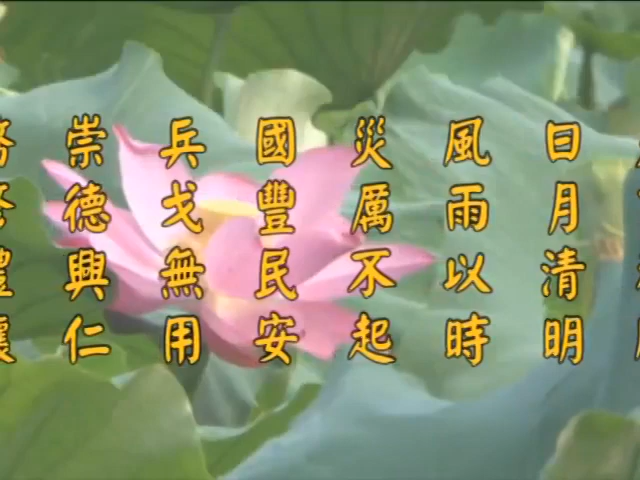 日月清明
風雨以時
災厲不起
國豐民安
兵戈無用
崇德興仁